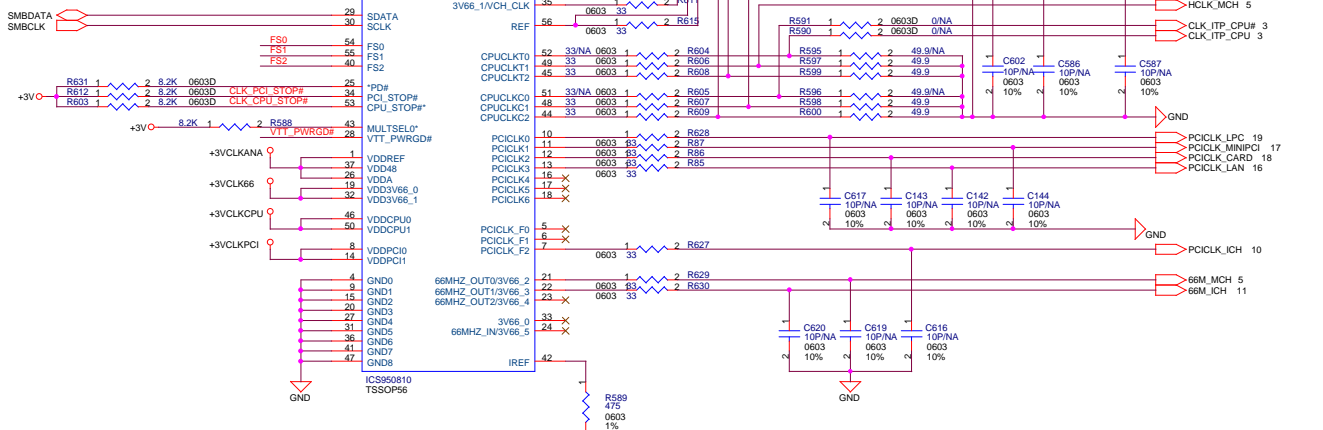 35 3V66_1/VCH_CLK 0603 33 HCLK_MCH 5
SMBDATA 29 SDATA
SMBCLK 30 SCLK
56 REF 0603 1 33 2 R615
R591 1 2 0603D 0/NA CLK_ITP_CPU# 3
R590 1 2 0603D 0/NA CLK_ITP_CPU 3
FS0 54 FS0
FS1 55 FS1
FS2 40 FS2
CPUCLKT0 52 33/NA 0603 1 2 R604 R595 49.9/NA
CPUCLKT1 49 33 0603 1 2 R606 R597 49.9
CPUCLKT2 45 33 0603 1 2 R608 R599 49.9
C602 10P/NA 0603 10%
C586 10P/NA 0603 10%
C587 10P/NA 0603 10%
+3V
R631 1 2 8.2K 0603D 25 *PD#
R612 1 2 8.2K 0603D CLK_PCI_STOP# 34 PCI_STOP#
R603 1 2 8.2K 0603D CLK_CPU_STOP# 53 CPU_STOP#*
CPUCLKC0 51 33/NA 0603 1 2 R605 R596 49.9/NA
CPUCLKC1 48 33 0603 1 2 R607 R598 49.9
CPUCLKC2 44 33 0603 1 2 R609 R600 49.9
GND
+3V 8.2K 1 2 R588 43 MULTSEL0*
VTT_PWRGD# 28 VTT_PWRGD#
PCICLK0 10 1 2 R628 PCICLK_LPC 19
PCICLK1 11 0603 33 2 R87 PCICLK_MINIPCI 17
PCICLK2 12 0603 33 2 R86 PCICLK_CARD 18
PCICLK3 13 0603 33 2 R85 PCICLK_LAN 16
PCICLK4 16
PCICLK5 17
PCICLK6 18
+3VCLKANA 1 VDDREF
37 VDD48
26 VDDA
+3VCLK66 19 VDD3V66_0
32 VDD3V66_1
+3VCLKCPU 46 VDDCPU0
50 VDDCPU1
+3VCLKPCI 8 VDDPCI0
14 VDDPCI1
C617 10P/NA 0603 10%
C143 10P/NA 0603 10%
C142 10P/NA 0603 10%
C144 10P/NA 0603 10%
GND
PCICLK_F0 5
PCICLK_F1 6
PCICLK_F2 7 0603 1 33 2 R627 PCICLK_ICH 10
4 GND0
9 GND1
15 GND2
20 GND3
27 GND4
31 GND5
36 GND6
41 GND7
47 GND8
GND
66MHZ_OUT0/3V66_2 21 1 2 R629 66M_MCH 5
66MHZ_OUT1/3V66_3 22 0603 33 2 R630 66M_ICH 11
66MHZ_OUT2/3V66_4 23 0603 33
3V66_0 33
66MHZ_IN/3V66_5 24
IREF 42
C620 10P/NA 0603 10%
C619 10P/NA 0603 10%
C616 10P/NA 0603 10%
GND
ICS950810
TSSOP56
1 R589
475
0603
1%